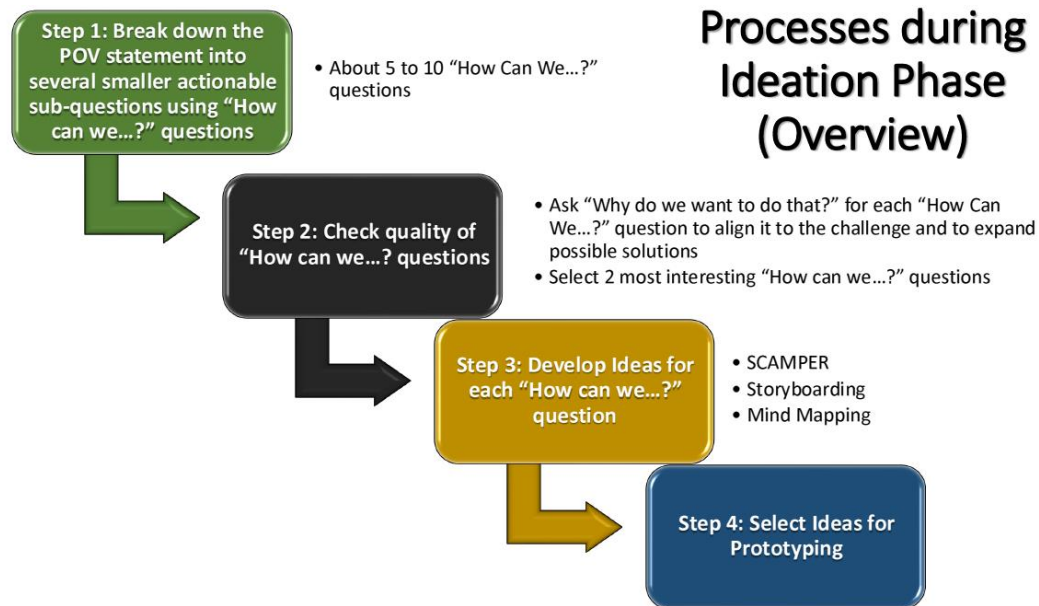 Processes during
Ideation Phase
(Overview)
Step 1: Break down the
POV statement into
several smaller actionable
sub-questions using “How
can we…?” questions
• About 5 to 10 “How Can We…?”
questions
Step 2: Check quality of
“How can we…? questions
• Ask “Why do we want to do that?” for each “How Can
We…?” question to align it to the challenge and to expand
possible solutions
• Select 2 most interesting “How can we…?” questions
Step 3: Develop Ideas for
each “How can we…?”
question
• SCAMPER
• Storyboarding
• Mind Mapping
Step 4: Select Ideas for
Prototyping